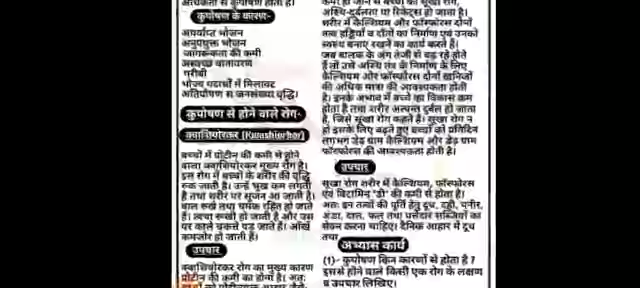 अत्यधिकता से कुपोषण होता है।
कुपोषण के कारण-
अपर्याप्त भोजन
अनुपयुक्त भोजन
जागरूकता की कमी
अस्वच्छ वातावरण
गरीबी
भोज्य पदार्थों में मिलावट
अतिपोषण से जनसंख्या वृद्धि।
कुपोषण से होने वाले रोग-
क्वाशियोरकर (Kwashiorkor)
बच्चों में प्रोटीन की कमी से होने
वाला क्वाशियोरकर मुख्य रोग है।
इस रोग में बच्चों के शरीर की वृद्धि
रूक जाती है। उन्हें भूख कम लगती
है तथा शरीर पर सूजन आ जाती है।
बाल रुखे तथा चमक रहित हो जाते
हैं। त्वचा रुखी हो जाती है और उस
पर काले चकत्ते पड़ जाते हैं। आँखें
कमजोर हो जाती हैं।
उपचार
क्वाशियोरकर रोग का मुख्य कारण
प्रोटीन की कमी का होना है। अतः
कमी हो जाने से बच्चों को सूखा रोग,
अस्थि-दुर्बलता या रिकेट्स हो जाता है।
शरीर में कैल्शियम और फॉस्फोरस दोनों
तत्व हड्डियों व दाँतों का निर्माण एवं उनको
स्वस्थ बनाए रखने का कार्य करते हैं।
जब बालक के अंग तेजी से बढ़ रहे होते
हैं तो उसे अस्थि तंत्र के निर्माण के लिए
कैल्शियम और फॉस्फोरस दोनों खनिजों
की अधिक मात्रा की आवश्यकता होती
है। इनके अभाव में बच्चे का विकास कम
होता है तथा शरीर अत्यन्त दुर्बल हो जाता
है, जिसे सूखा रोग कहते हैं। सूखा रोग न
हो इसके लिए बढ़ते हुए बच्चों को प्रतिदिन
लगभग डेढ़ ग्राम कैल्शियम और डेढ़ ग्राम
फॉस्फोरस की आवश्यकता होती है।
उपचार
सूखा रोग शरीर में कैल्शियम, फॉस्फोरस
एवं विटामिन "डी" की कमी से होता है।
अतः इन तत्वों की पूर्ति हेतु दूध, दही, पनीर,
अंडा, दाल, फल तथा पत्तेदार सब्जियों का
सेवन करना चाहिए। दैनिक आहार में दूध
तथा
अभ्यास कार्य
(1)- कुपोषण किन कारणों से होता है ?
इससे होने वाले किसी एक रोग के लक्षण
व उपचार लिखिए।